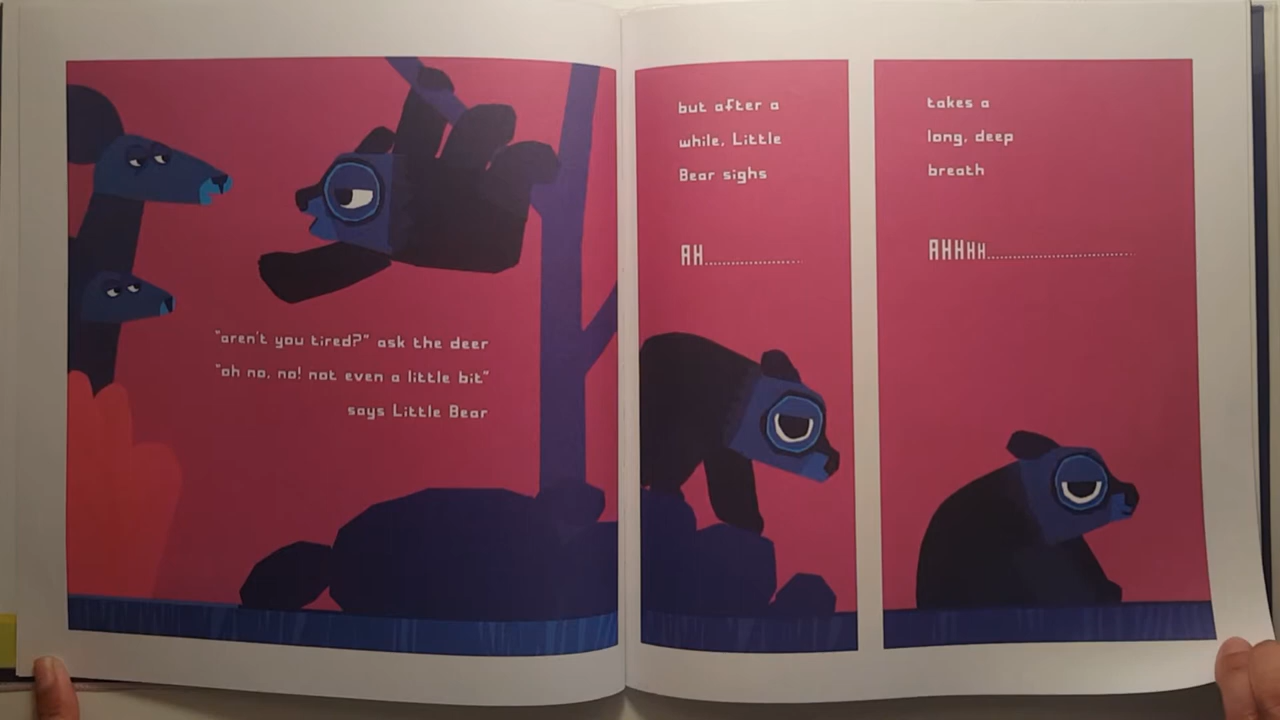 "aren't you tired?" ask the deer
"oh no, no! not even a little bit"
says Little Bear
but after a
while, Little
Bear sighs
AH...................
takes a
long, deep
breath
AHHHH.............................